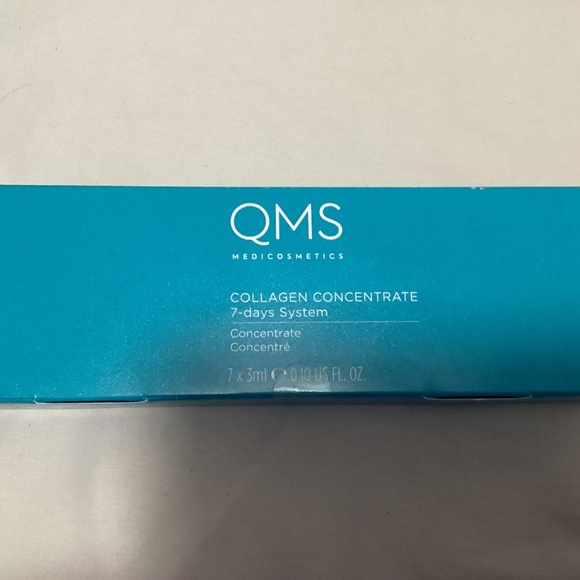 QMS
MEDICOSMETICS
COLLAGEN CONCENTRATE
7-days System
Concentrate
Concentré
7 x 3ml ℮ 0.10 US FL. OZ.